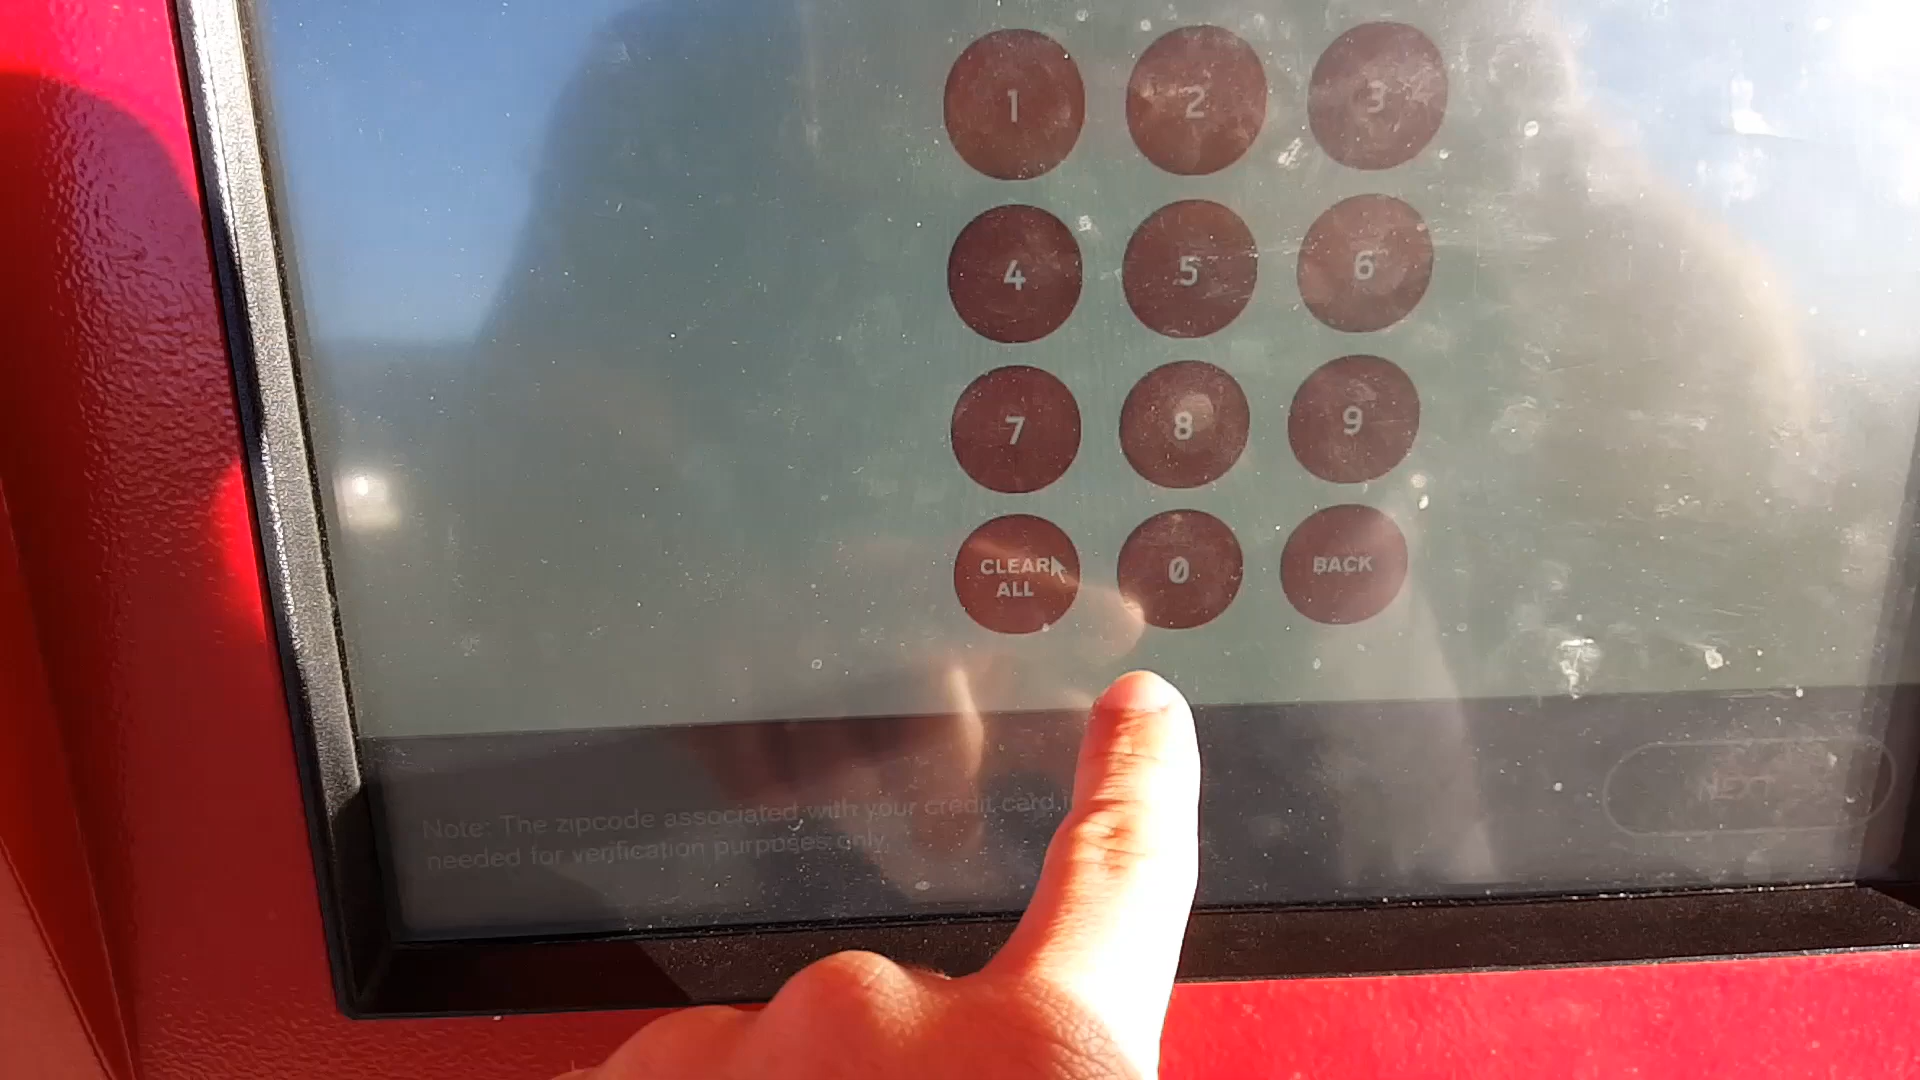 1 2 3
4 5 6
7 8 9
CLEAR 0 BACK
ALL
Note: The zipcode associated with your credit card
needed for verification purposes only.
NEXT